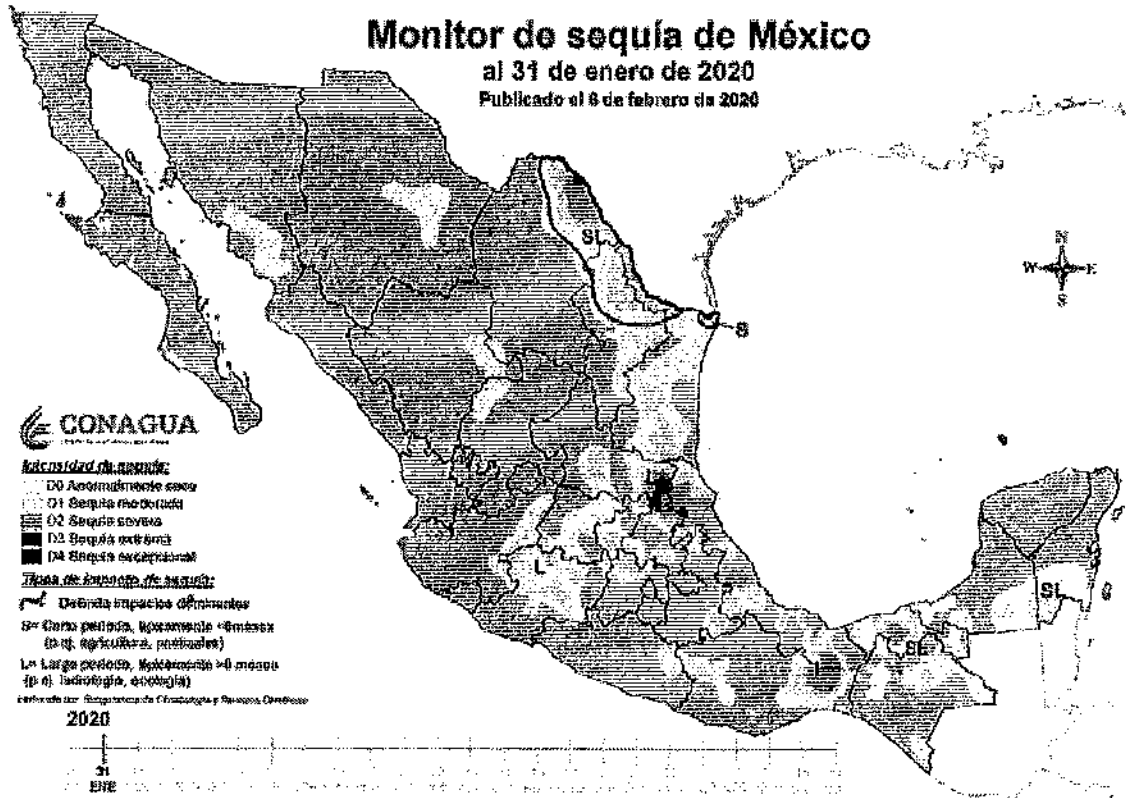 Monitor de sequía de México
al 31 de enero de 2020
Publicado el 6 de febrero de 2020
N
W E
S
SL
S
CONAGUA
Intensidad de sequía:
D0 Anormalmente seco
D1 Sequía moderada
D2 Sequía severa
D3 Sequía extrema
D4 Sequía excepcional
Tipos de impacto de sequía:
Delimita impactos dominantes
S= Corto periodo, típicamente <6 meses
(p.ej. agricultura, pastizales)
L= Largo periodo, típicamente >6 meses
(p.ej. hidrología, ecología)
L
L
L
SL
SL
2020
31
ENE